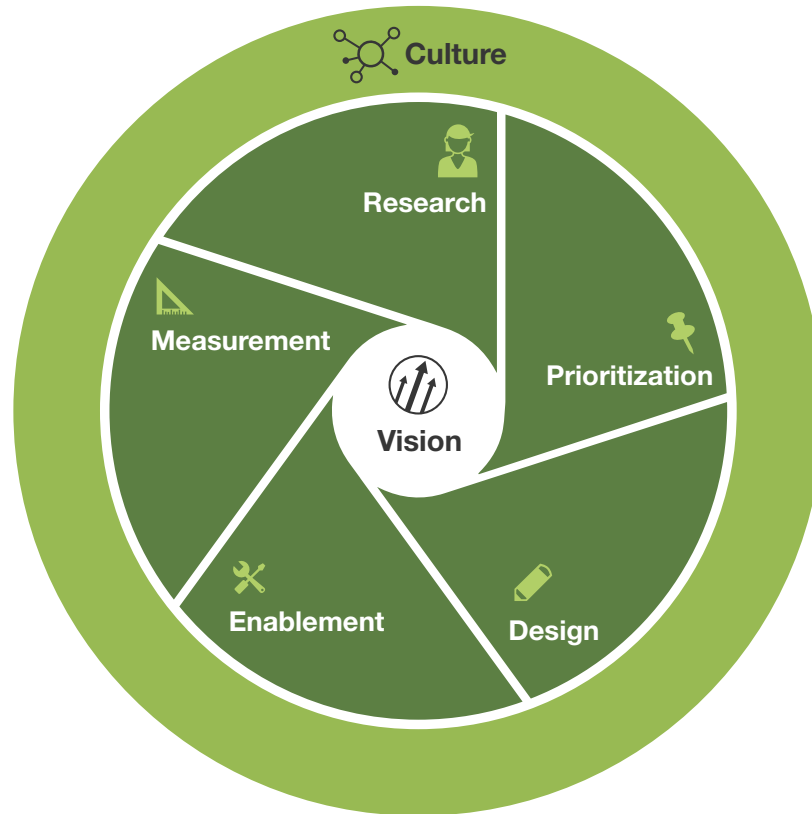 Culture
Research
Prioritization
Measurement
Vision
Enablement
Design